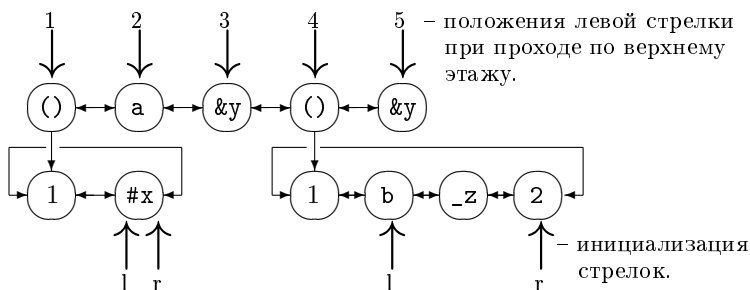 1 2 3 4 5 – положения левой стрелки
при проходе по верхнему
этажу.
() a &y () &y
1 #x 1 b _z 2
– инициализация
стрелок.
l r l r